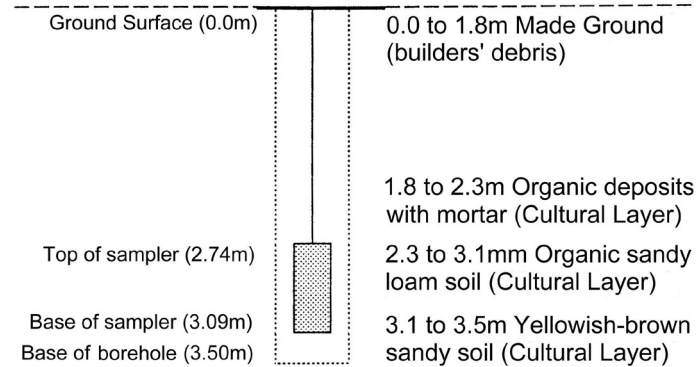 Ground Surface (0.0m)
0.0 to 1.8m Made Ground
(builders' debris)
1.8 to 2.3m Organic deposits
with mortar (Cultural Layer)
Top of sampler (2.74m)
2.3 to 3.1mm Organic sandy
loam soil (Cultural Layer)
Base of sampler (3.09m)
3.1 to 3.5m Yellowish-brown
Base of borehole (3.50m)
sandy soil (Cultural Layer)